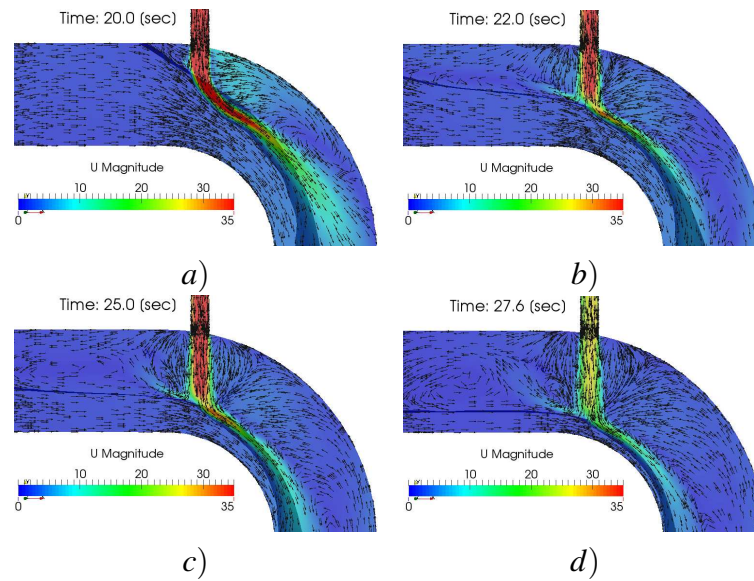 Time: 20.0 (sec)
U Magnitude
10 20 30
0 35
a)
Time: 22.0 (sec)
U Magnitude
10 20 30
0 35
b)
Time: 25.0 (sec)
U Magnitude
10 20 30
0 35
c)
Time: 27.6 (sec)
U Magnitude
10 20 30
0 35
d)